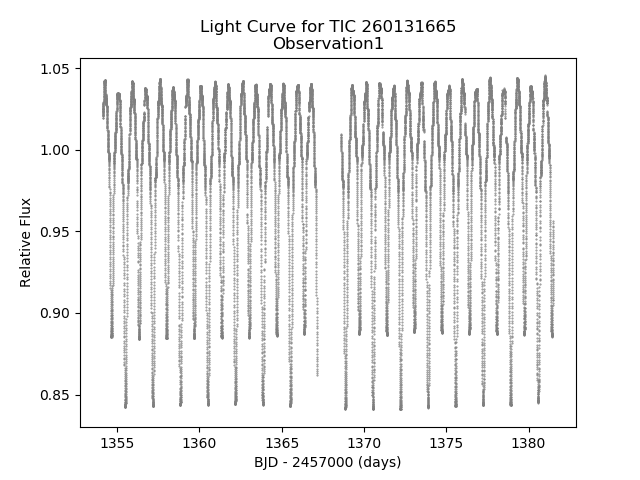 Light Curve for TIC 260131665
Observation1
1.05
1.00
0.95
0.90
0.85
Relative Flux
1355
1360
1365
1370
1375
1380
BJD - 2457000 (days)